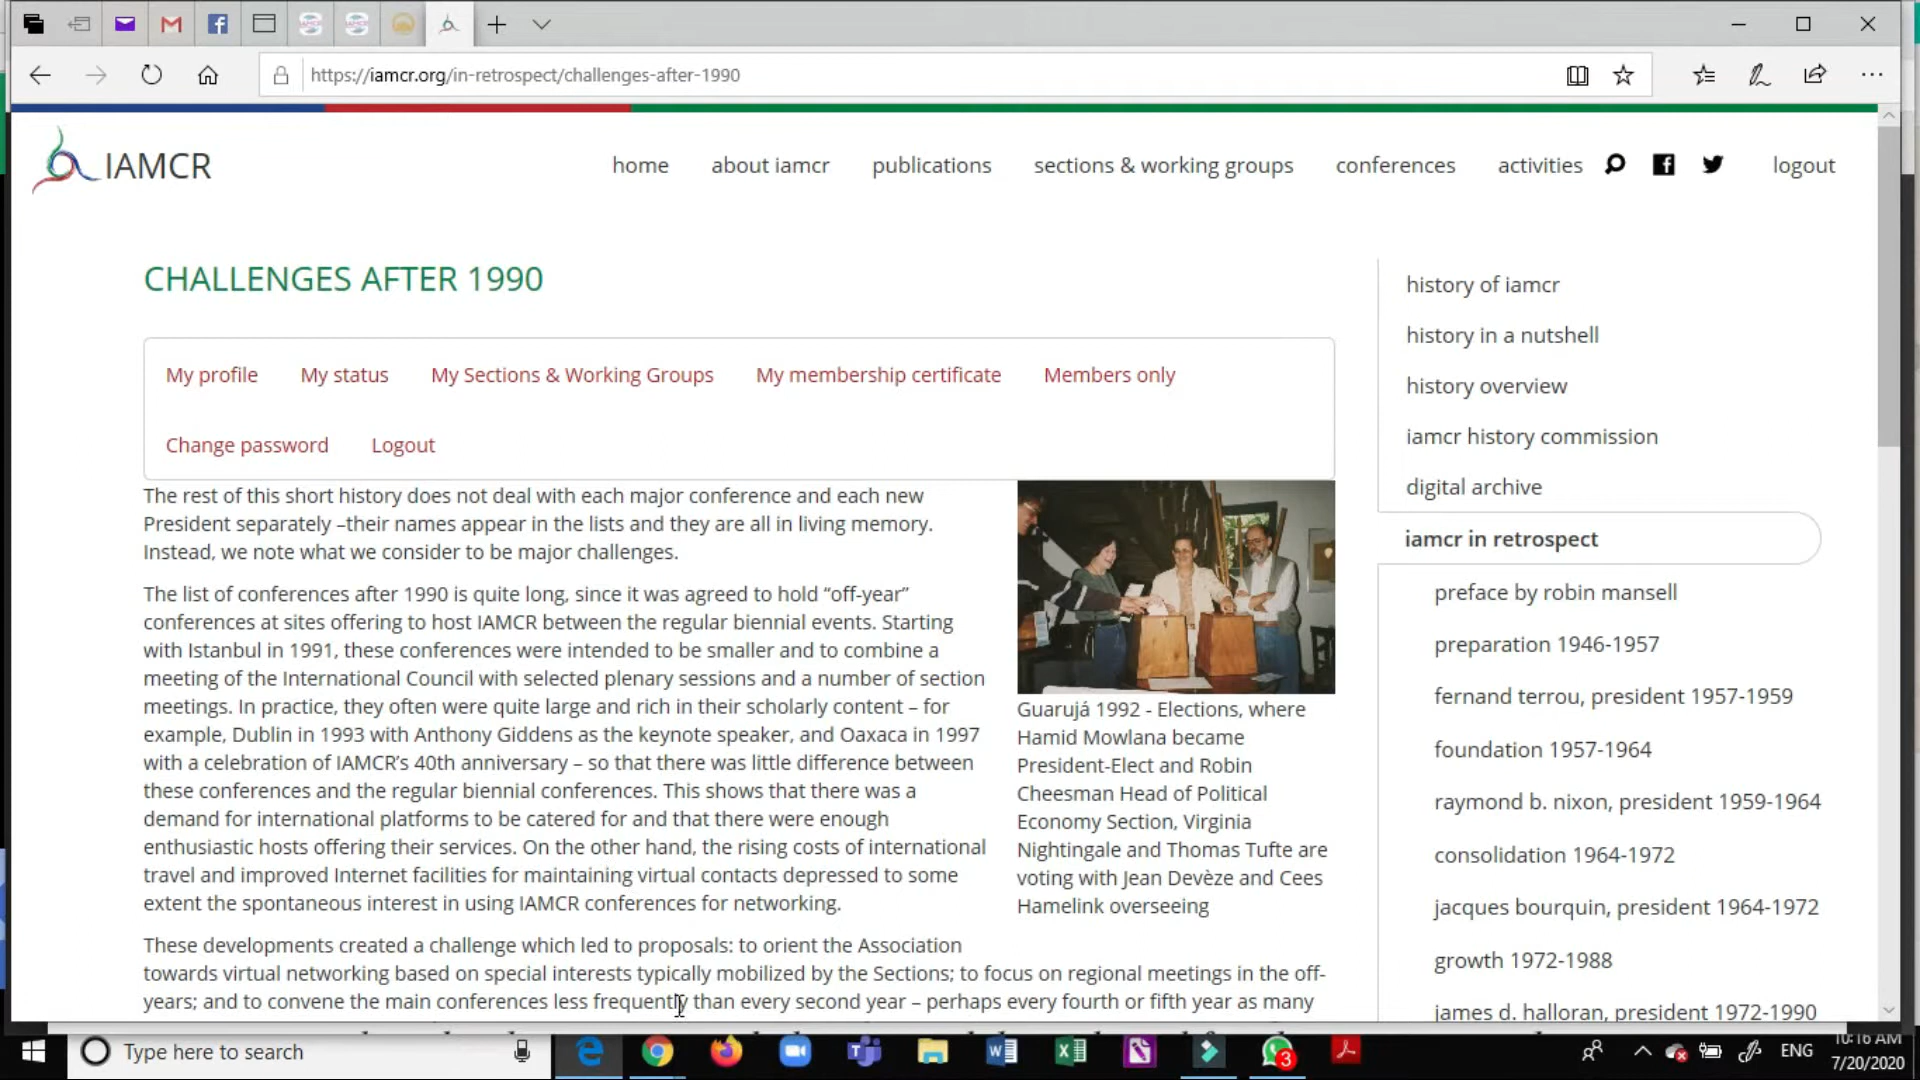 https://iamcr.org/in-retrospect/challenges-after-1990
IAMCR
home
about iamcr
publications
sections & working groups
conferences
activities
logout
CHALLENGES AFTER 1990
My profile
My status
My Sections & Working Groups
My membership certificate
Members only
Change password
Logout
The rest of this short history does not deal with each major conference and each new
President separately –their names appear in the lists and they are all in living memory.
Instead, we note what we consider to be major challenges.
The list of conferences after 1990 is quite long, since it was agreed to hold “off-year”
conferences at sites offering to host IAMCR between the regular biennial events. Starting
with Istanbul in 1991, these conferences were intended to be smaller and to combine a
meeting of the International Council with selected plenary sessions and a number of section
meetings. In practice, they often were quite large and rich in their scholarly content – for
example, Dublin in 1993 with Anthony Giddens as the keynote speaker, and Oaxaca in 1997
with a celebration of IAMCR’s 40th anniversary – so that there was little difference between
these conferences and the regular biennial conferences. This shows that there was a
demand for international platforms to be catered for and that there were enough
enthusiastic hosts offering their services. On the other hand, the rising costs of international
travel and improved Internet facilities for maintaining virtual contacts depressed to some
extent the spontaneous interest in using IAMCR conferences for networking.
Guarujá 1992 - Elections, where
Hamid Mowlana became
President-Elect and Robin
Cheesman Head of Political
Economy Section, Virginia
Nightingale and Thomas Tufte are
voting with Jean Devèze and Cees
Hamelink overseeing
These developments created a challenge which led to proposals: to orient the Association
towards virtual networking based on special interests typically mobilized by the Sections; to focus on regional meetings in the off-
years; and to convene the main conferences less frequently than every second year – perhaps every fourth or fifth year as many
history of iamcr
history in a nutshell
history overview
iamcr history commission
digital archive
iamcr in retrospect
preface by robin mansell
preparation 1946-1957
fernand terrou, president 1957-1959
foundation 1957-1964
raymond b. nixon, president 1959-1964
consolidation 1964-1972
jacques bourquin, president 1964-1972
growth 1972-1988
james d. halloran, president 1972-1990
Type here to search
3
ENG
10:16 AM
7/20/2020